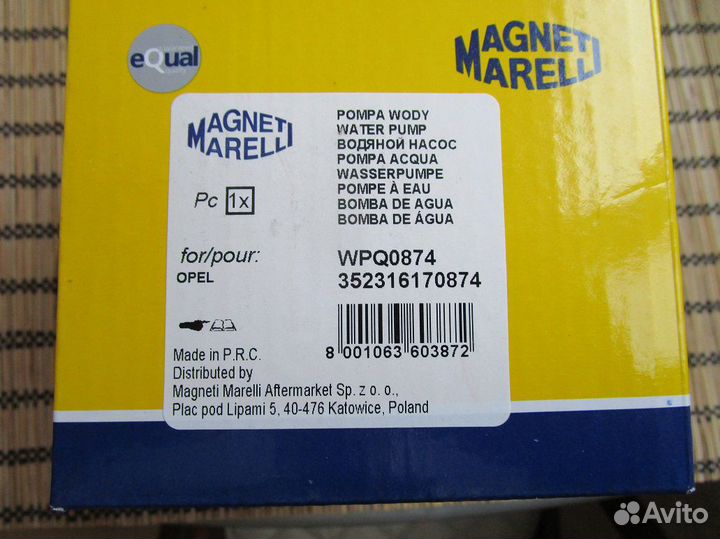 eQual
MAGNETI
MARELLI
MAGNETI
MARELLI
POMPA WODY
WATER PUMP
ВОДЯНОЙ НАСОС
POMPA ACQUA
WASSERPUMPE
POMPE À EAU
BOMBA DE AGUA
BOMBA DE ÁGUA
Pc 1x
for/pour:
OPEL
WPQ0874
352316170874
8 001063 603872
Made in P.R.C.
Distributed by
Magneti Marelli Aftermarket Sp. z o. o.,
Plac pod Lipami 5, 40-476 Katowice, Poland
Avito